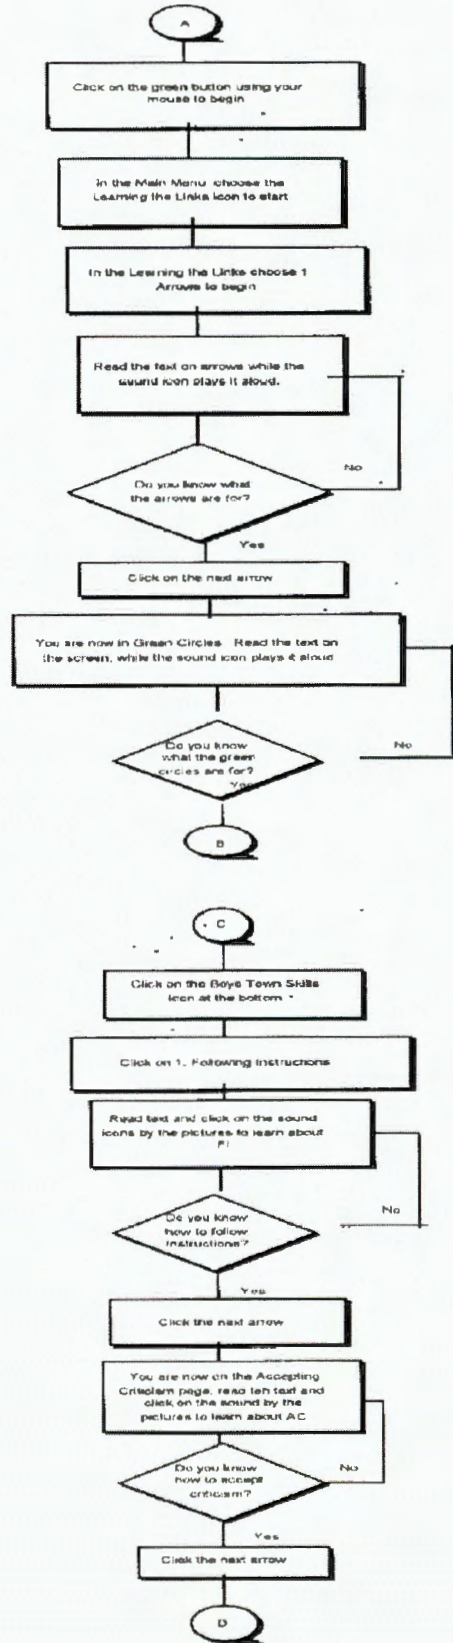 A
Click on the green button using your
mouse to begin
In the Main Menu choose the
Learning the Links icon to start
In the Learning the Links choose 1
Arrows to begin
Read the text on arrows while the
sound icon plays it aloud.
No
Do you know what
the arrows are for?
Yes
Click on the next arrow
You are now in Green Circles Read the text on
the screen, while the sound icon plays it aloud
Do you know
what the green
circles are for?
No
Yes
B
C
Click on the Boys Town Skills
Icon at the bottom
Click on 1. Following Instructions
Read text and click on the sound
icons by the pictures to learn about
FI
Do you know
how to follow
instructions?
No
Yes
Click the next arrow
You are now on the Accepting
Criticism page, read teh text and
click on the sound by the
pictures to learn about AC
Do you know
how to accept
criticism?
No
Yes
Click the next arrow
D